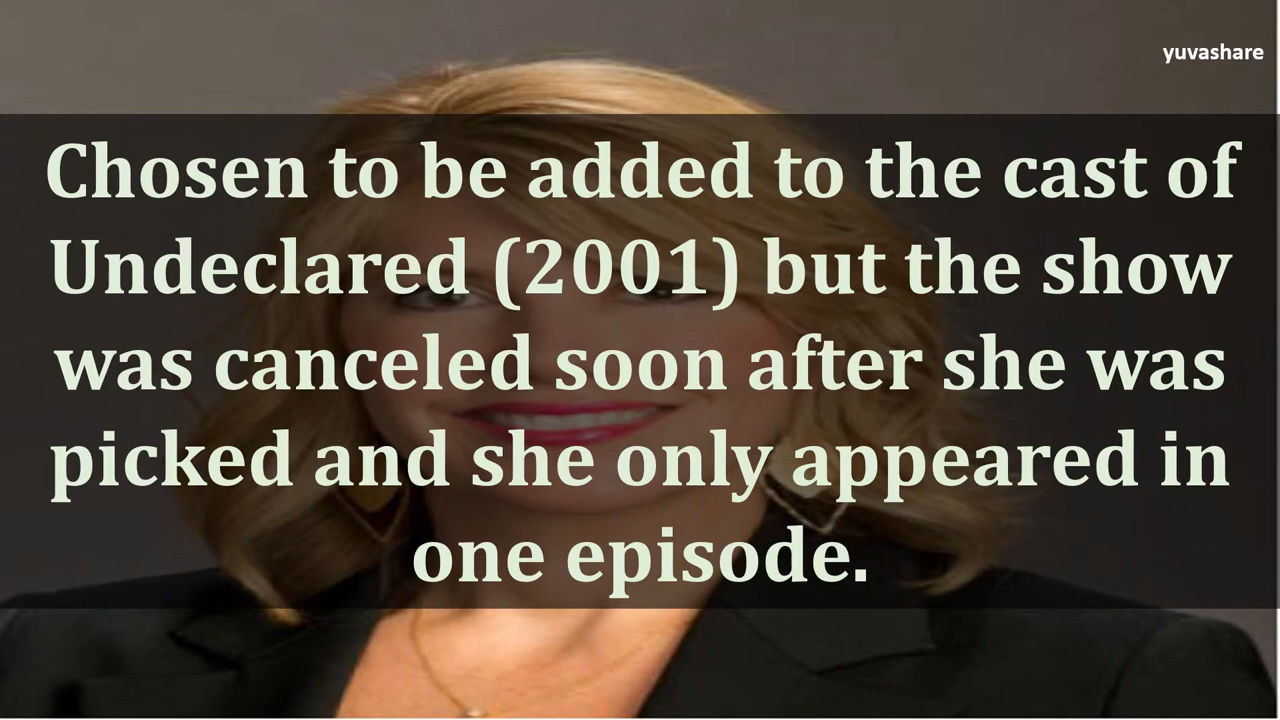 yuvashare
Chosen to be added to the cast of
Undeclared (2001) but the show
was canceled soon after she was
picked and she only appeared in
one episode.